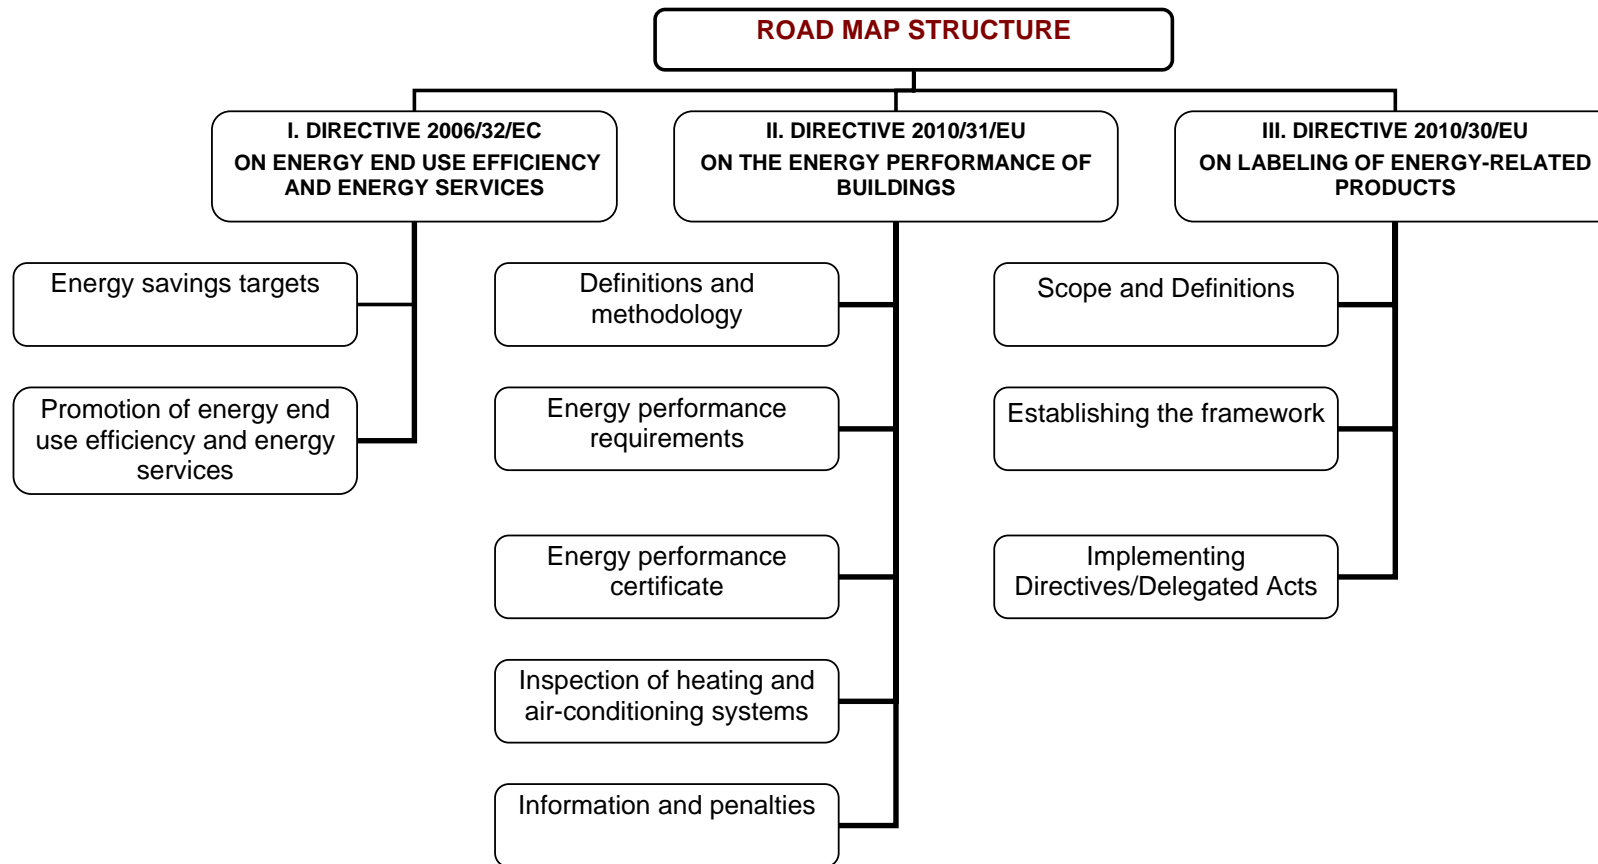 ROAD MAP STRUCTURE
I. DIRECTIVE 2006/32/EC
ON ENERGY END USE EFFICIENCY
AND ENERGY SERVICES
II. DIRECTIVE 2010/31/EU
ON THE ENERGY PERFORMANCE OF
BUILDINGS
III. DIRECTIVE 2010/30/EU
ON LABELING OF ENERGY-RELATED
PRODUCTS
Energy savings targets
Promotion of energy end
use efficiency and energy
services
Definitions and
methodology
Energy performance
requirements
Energy performance
certificate
Inspection of heating and
air-conditioning systems
Information and penalties
Scope and Definitions
Establishing the framework
Implementing
Directives/Delegated Acts